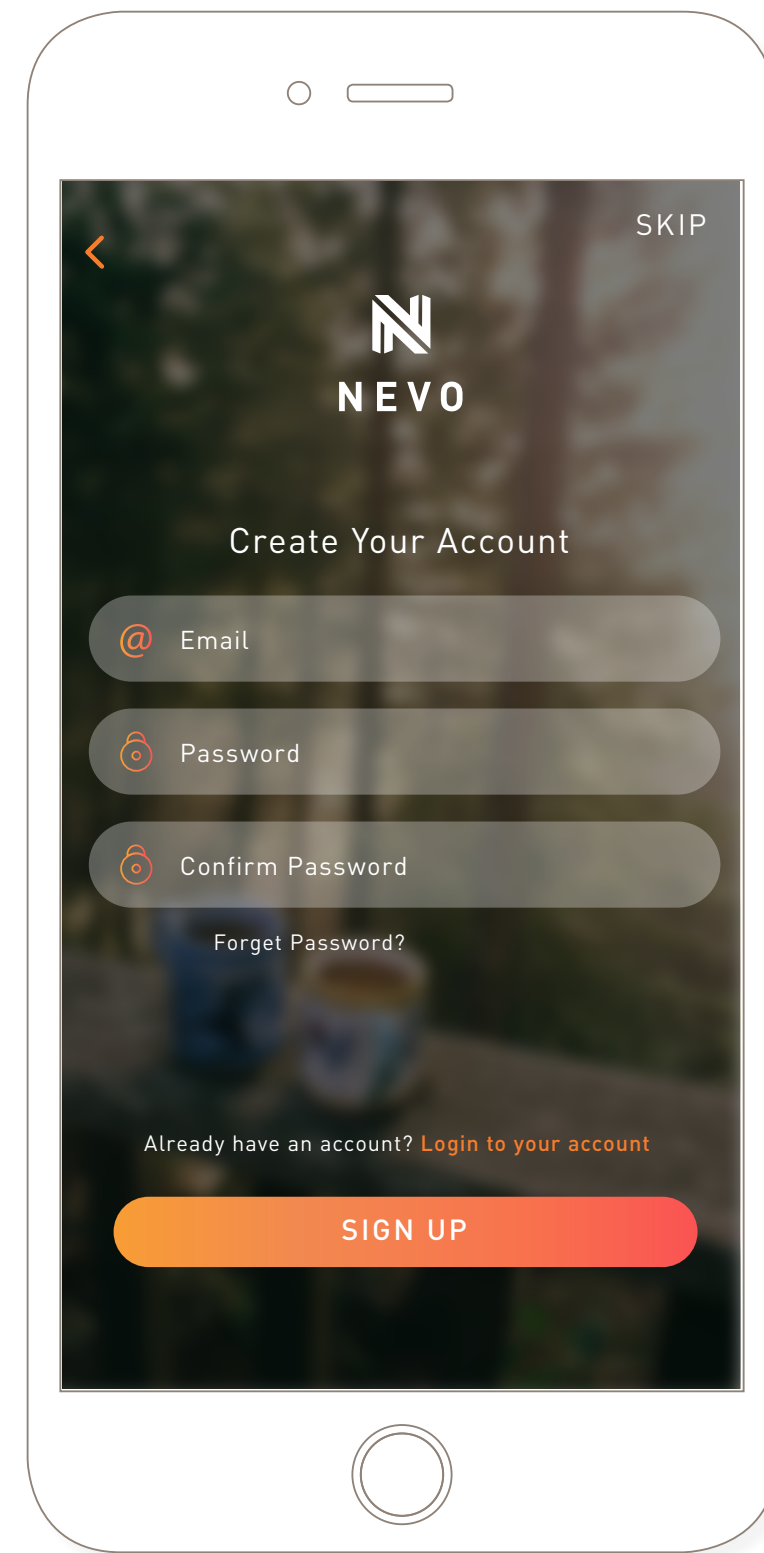 SKIP
NEVO
Create Your Account
@ Email
Password
Confirm Password
Forget Password?
Already have an account? Login to your account
SIGN UP